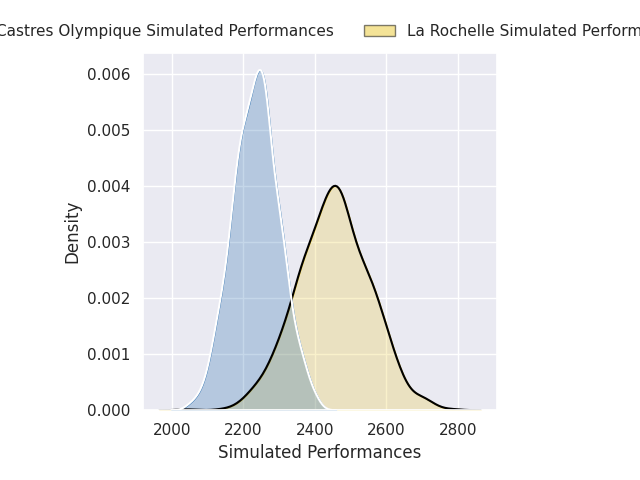 Castres Olympique Simulated Performances La Rochelle Simulated Perform
0.006
0.005
0.004
0.003
0.002
0.001
0.000
Density
2000 2200 2400 2600 2800
Simulated Performances